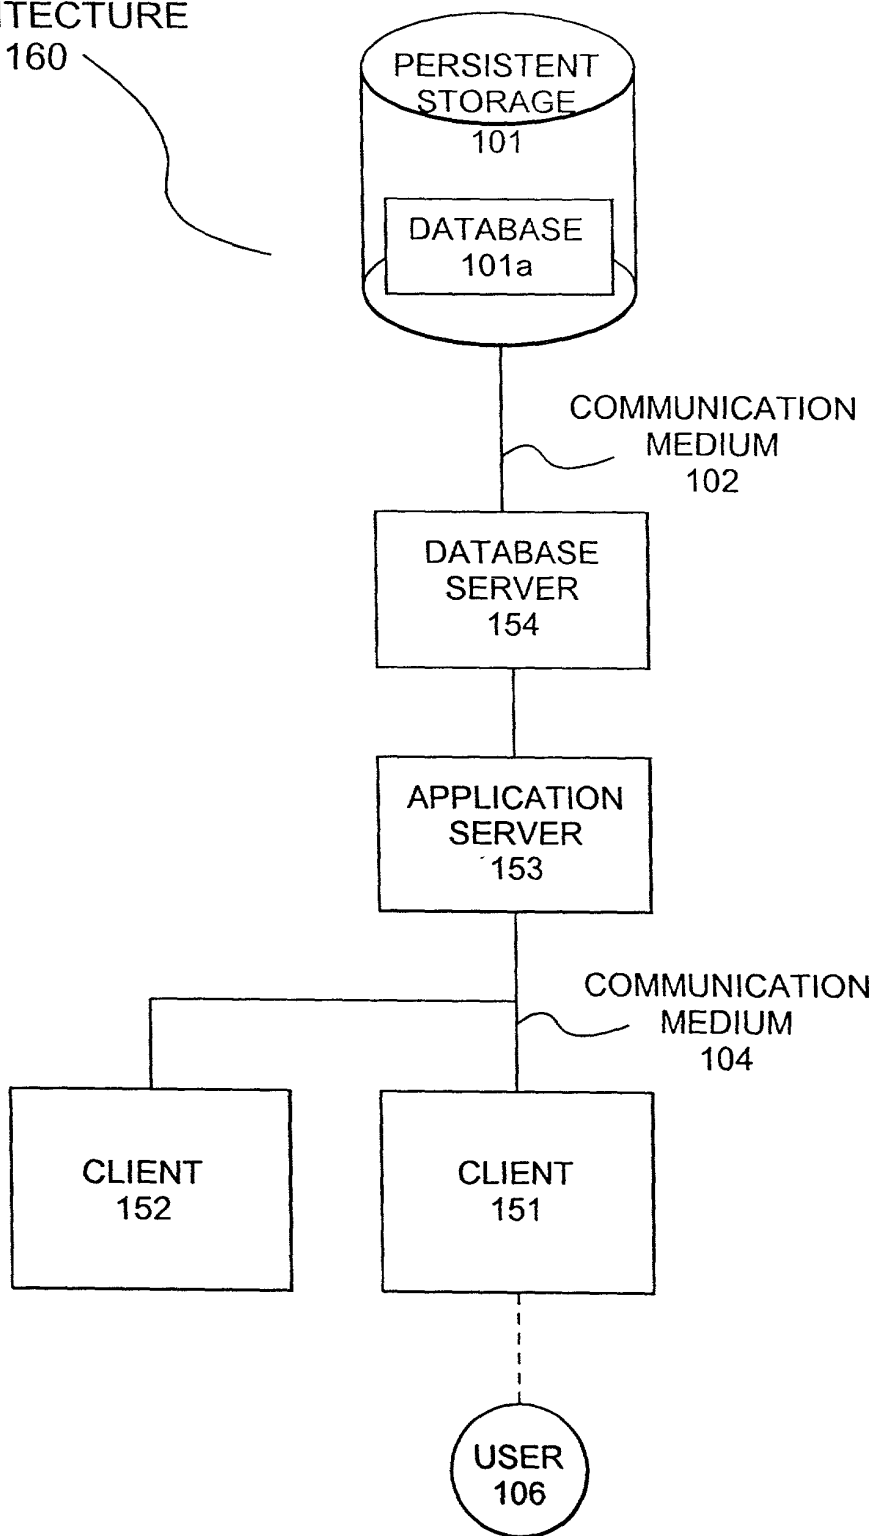 ITECTURE
160
PERSISTENT
STORAGE
101
DATABASE
101a
COMMUNICATION
MEDIUM
102
DATABASE
SERVER
154
APPLICATION
SERVER
153
COMMUNICATION
MEDIUM
104
CLIENT
152
CLIENT
151
USER
106